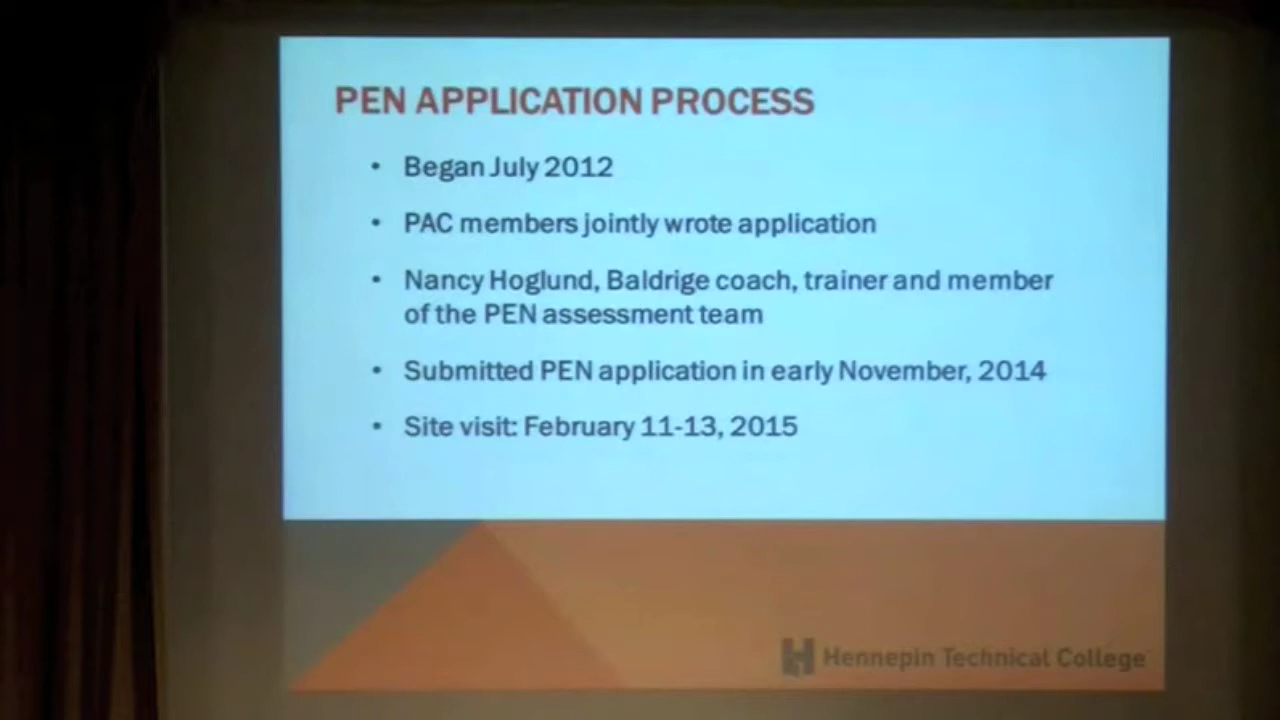 PEN APPLICATION PROCESS
• Began July 2012
• PAC members jointly wrote application
• Nancy Hoglund, Baldrige coach, trainer and member
of the PEN assessment team
• Submitted PEN application in early November, 2014
• Site visit: February 11-13, 2015
Hennepin Technical College